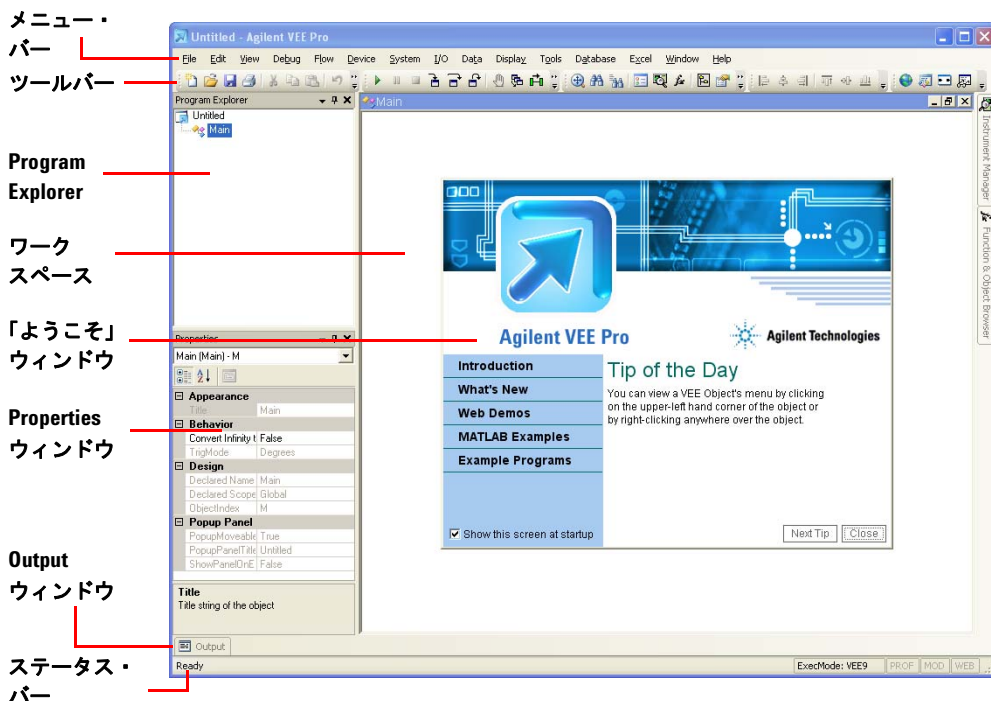 メニュー・
バー
ツールバー
Program
Explorer
ワーク
スペース
「ようこそ」
ウィンドウ
Properties
ウィンドウ
Output
ウィンドウ
ステータス・
バー
Untitled - Agilent VEE Pro
File Edit View Debug Flow Device System I/O Data Display Tools Database Excel Window Help
Program Explorer
Untitled
Main
Main
Instrument Manager
Function & Object Browser
Agilent VEE Pro
Agilent Technologies
Introduction
What's New
Web Demos
MATLAB Examples
Example Programs
Show this screen at startup
Tip of the Day
You can view a VEE Object's menu by clicking
on the upper-left hand corner of the object or
by right-clicking anywhere over the object.
Next Tip Close
Properties
Main (Main) - M
Appearance
Title Main
Behavior
Convert Infinity t False
TrigMode Degrees
Design
Declared Name Main
Declared Scope Global
ObjectIndex M
Popup Panel
PopupMoveable True
PopupPanelTitle Untitled
ShowPanelOnE False
Title
Title string of the object
Output
Ready
ExecMode: VEE9 PROF MOD WEB